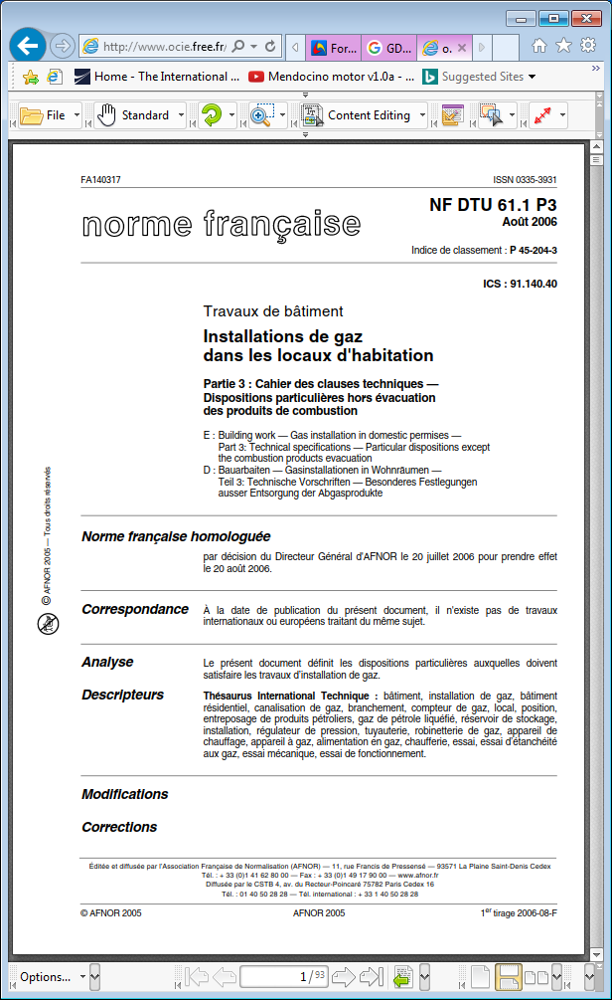 http://www.ocie.free.fr/
For...
GD...
o.
Home - The International ...
Mendocino motor v1.0a - ...
Suggested Sites
File
Standard
Content Editing
FA140317
ISSN 0335-3931
norme française
NF DTU 61.1 P3
Août 2006
Indice de classement : P 45-204-3
ICS : 91.140.40
Travaux de bâtiment
Installations de gaz
dans les locaux d'habitation
Partie 3 : Cahier des clauses techniques —
Dispositions particulières hors évacuation
des produits de combustion
E : Building work — Gas installation in domestic permises —
Part 3: Technical specifications — Particular dispositions except
the combustion products evacuation
D : Bauarbaiten — Gasinstallationen in Wohnräumen —
Teil 3: Technische Vorschriften — Besonderes Festlegungen
ausser Entsorgung der Abgasprodukte
© AFNOR 2005 — Tous droits réservés
Norme française homologuée
par décision du Directeur Général d'AFNOR le 20 juillet 2006 pour prendre effet
le 20 août 2006.
Correspondance
À la date de publication du présent document, il n'existe pas de travaux
internationaux ou européens traitant du même sujet.
Analyse
Le présent document définit les dispositions particulières auxquelles doivent
satisfaire les travaux d'installation de gaz.
Descripteurs
Thésaurus International Technique : bâtiment, installation de gaz, bâtiment
résidentiel, canalisation de gaz, branchement, compteur de gaz, local, position,
entreposage de produits pétroliers, gaz de pétrole liquéfié, réservoir de stockage,
installation, régulateur de pression, tuyauterie, robinetterie de gaz, appareil de
chauffage, appareil à gaz, alimentation en gaz, chaufferie, essai, essai d'étanchéité
aux gaz, essai mécanique, essai de fonctionnement.
Modifications
Corrections
Éditée et diffusée par l'Association Française de Normalisation (AFNOR) — 11, rue Francis de Pressensé — 93571 La Plaine Saint-Denis Cedex
Tél. : + 33 (0)1 41 62 80 00 — Fax : + 33 (0)1 49 17 90 00 — www.afnor.fr
Diffusée par le CSTB 4, av. du Recteur-Poincaré 75782 Paris Cedex 16
Tél. : 01 40 50 28 28 — Tél. international : + 33 1 40 50 28 28
© AFNOR 2005
AFNOR 2005
1er tirage 2006-08-F
Options...
1 / 93